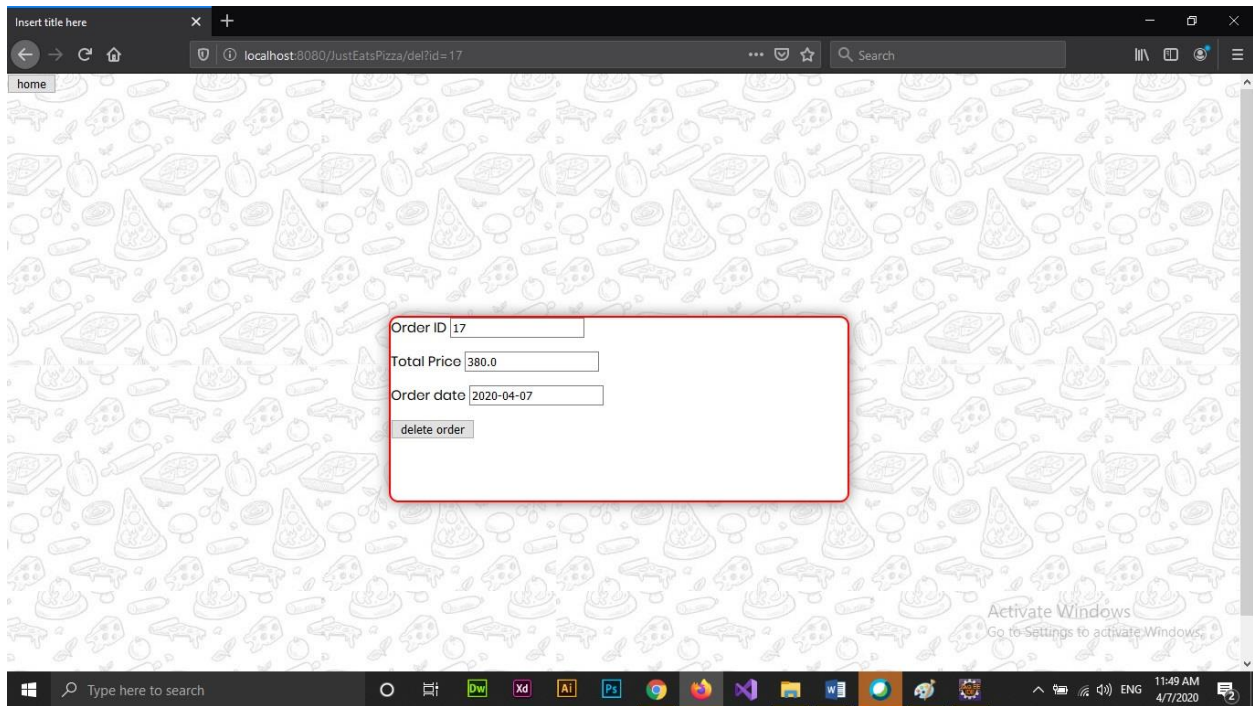 Insert title here
localhost:8080/JustEatsPizza/del?id=17
Search
home
Order ID 17
Total Price 380.0
Order date 2020-04-07
delete order
Activate Windows
Go to Settings to activate Windows.
Type here to search
Dw
Xd
Ai
Ps
ENG
11:49 AM
4/7/2020
2